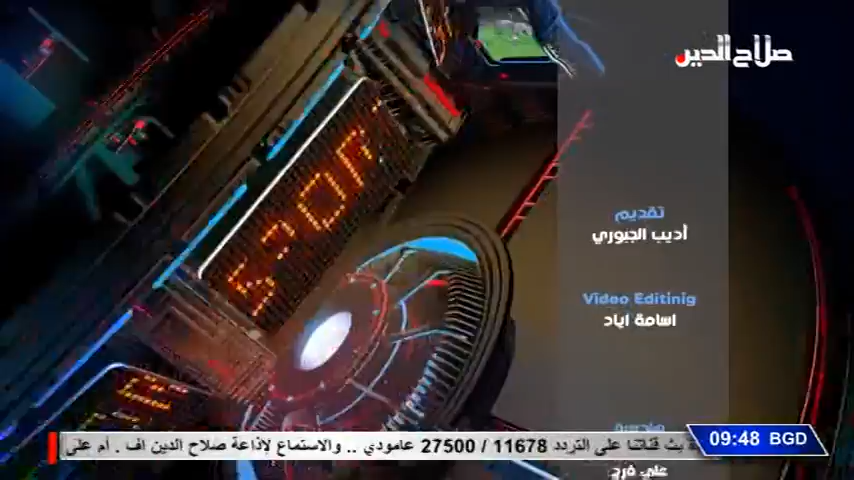 صلاح الدين
تقديم
أديب الجبوري
Video Editinig
اسامة اياد
هندسة
علي فرج
بث قناتنا على التردد 11678 / 27500 عامودي .. والاستماع لإذاعة صلاح الدين اف . أم على
09:48 BGD